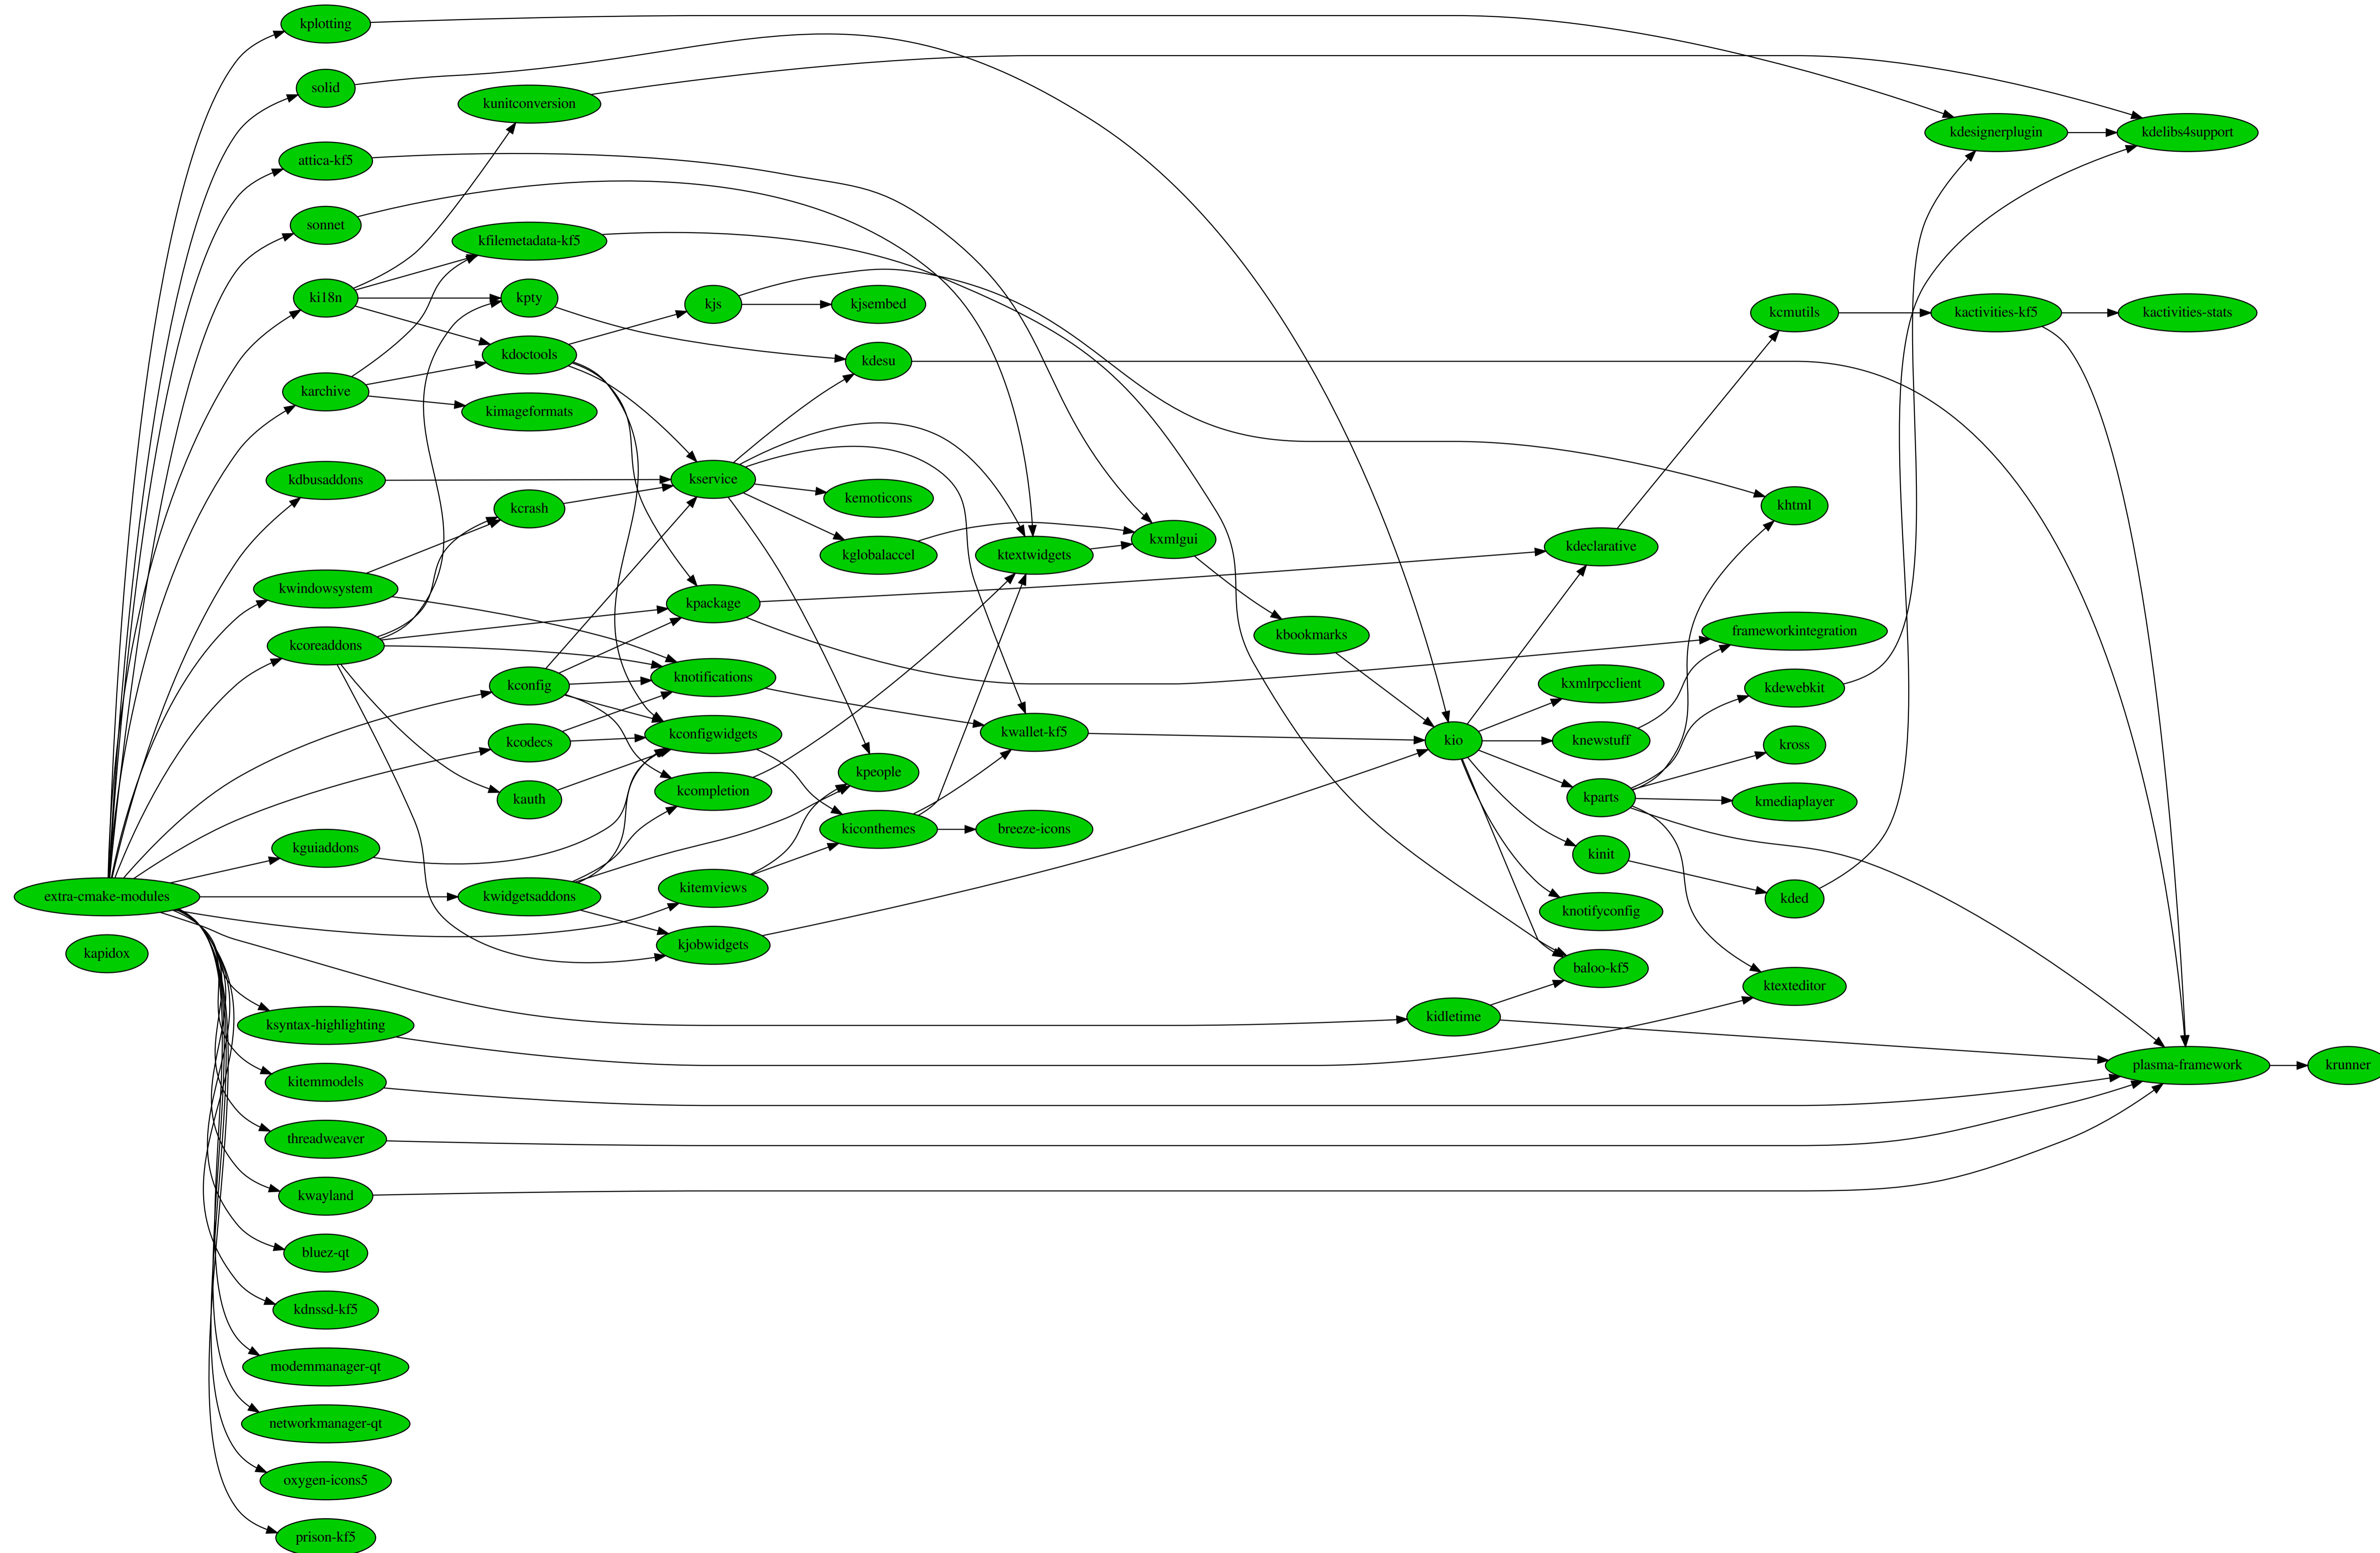 kplotting
solid
kunitconversion
kdesignerplugin
kdelibs4support
attica-kf5
sonnet
kfilemetadata-kf5
ki18n
kpty
kjs
kjsembed
kcmutils
kactivities-kf5
kactivities-stats
kdoctools
kdesu
karchive
kimageformats
kdbusaddons
kservice
kemoticons
kcrash
khtml
kglobalaccel
ktextwidgets
kxmlgui
kdeclarative
kwindowsystem
kpackage
kcoreaddons
kbookmarks
frameworkintegration
kconfig
knotifications
kxmlrpcclient
kdewebkit
kcodecs
kconfigwidgets
kwallet-kf5
kio
knewstuff
kross
kpeople
kauth
kcompletion
kparts
kmediaplayer
kguiaddons
kiconthemes
breeze-icons
kinit
extra-cmake-modules
kwidgetsaddons
kitemviews
kded
knotifyconfig
kapidox
kjobwidgets
baloo-kf5
ktexteditor
ksyntax-highlighting
kidletime
plasma-framework
krunner
kitemmodels
threadweaver
kwayland
bluez-qt
kdnssd-kf5
modemmanager-qt
networkmanager-qt
oxygen-icons5
prison-kf5